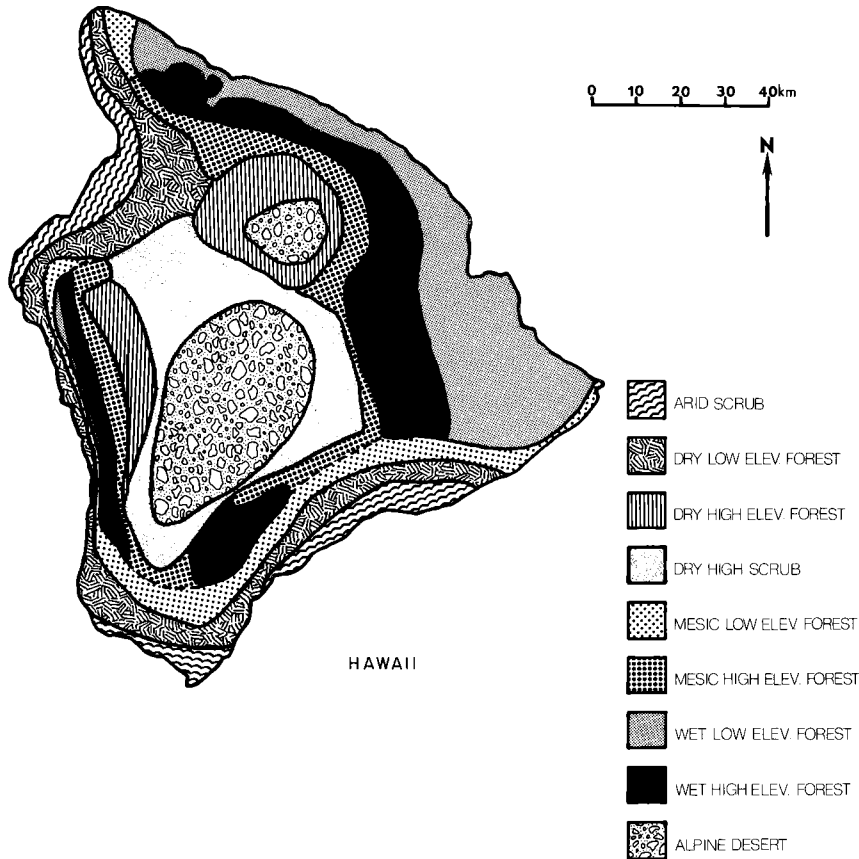 0 10 20 30 40km
N
ARID SCRUB
DRY LOW ELEV. FOREST
DRY HIGH ELEV. FOREST
DRY HIGH SCRUB
MESIC LOW ELEV. FOREST
MESIC HIGH ELEV. FOREST
WET LOW ELEV. FOREST
WET HIGH ELEV. FOREST
ALPINE DESERT
HAWAII